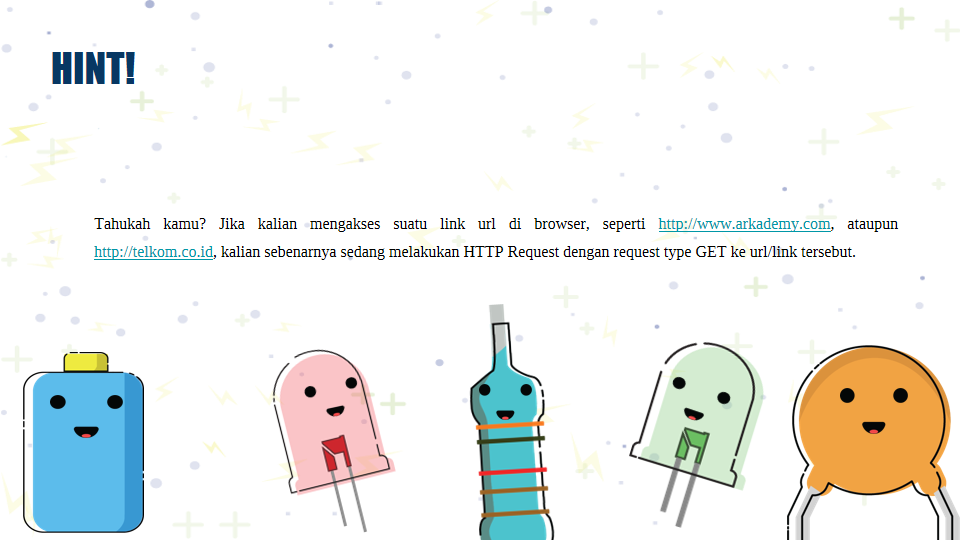 HINT!
Tahukah kamu? Jika kalian mengakses suatu link url di browser, seperti http://www.arkademy.com, ataupun
http://telkom.co.id, kalian sebenarnya sedang melakukan HTTP Request dengan request type GET ke url/link tersebut.